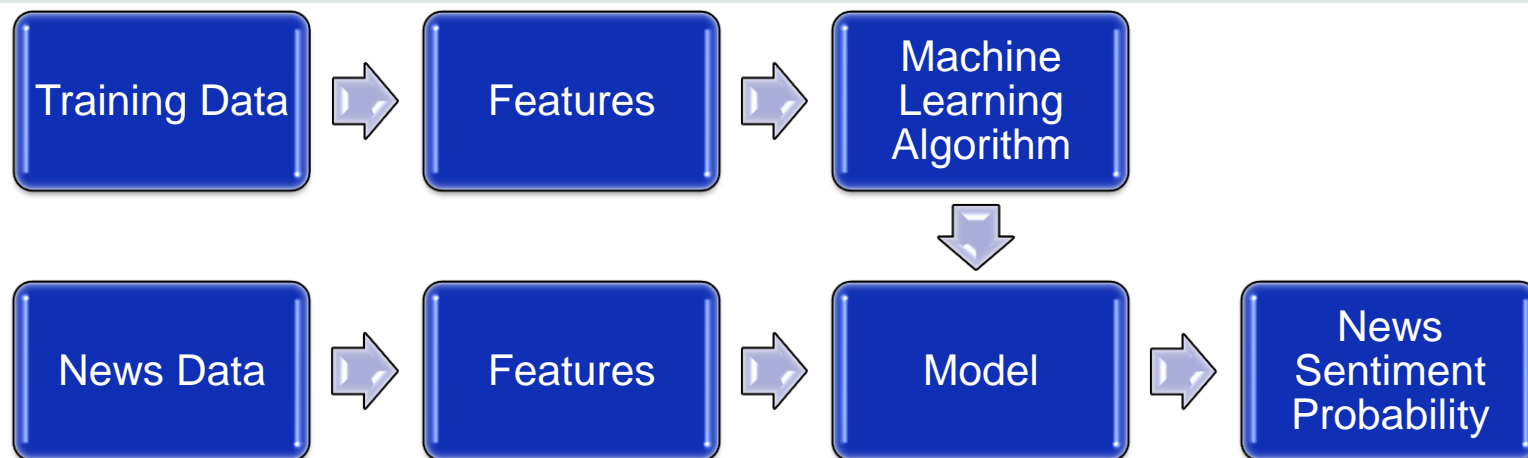 Training Data
Features
Machine
Learning
Algorithm
News Data
Features
Model
News
Sentiment
Probability